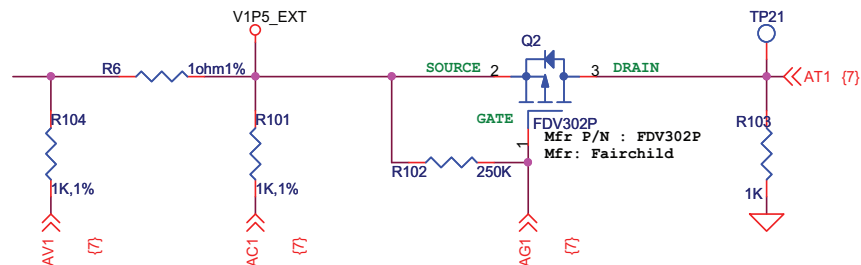 V1P5_EXT
TP21
Q2
R6
1ohm1%
SOURCE
2
3
DRAIN
AT1
{7}
GATE
FDV302P
R104
R101
R103
1
Mfr P/N : FDV302P
Mfr: Fairchild
R102
250K
1K,1%
1K,1%
1K
AV1
{7}
AC1
{7}
AG1
{7}